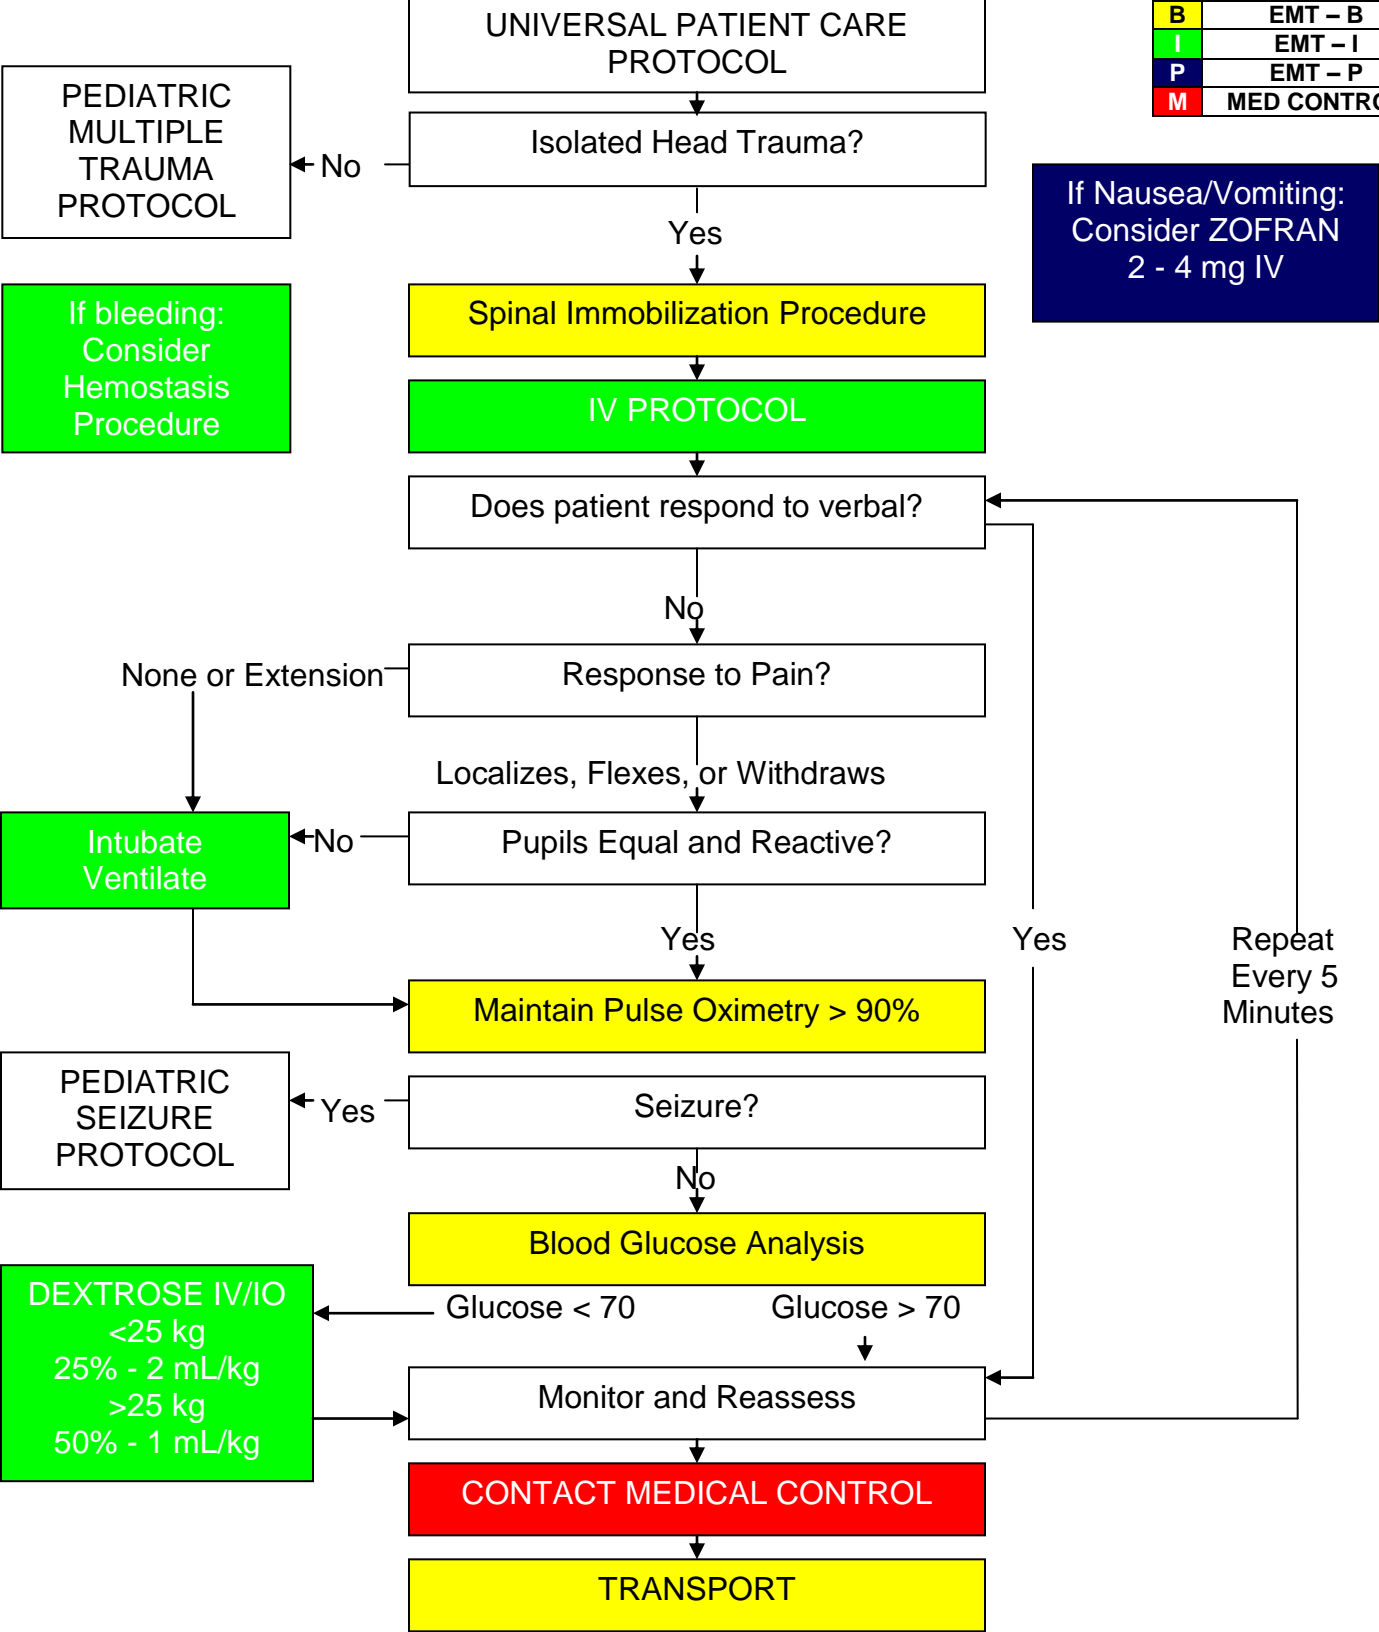 UNIVERSAL PATIENT CARE
PROTOCOL
B EMT – B
I EMT – I
P EMT – P
M MED CONTRO
PEDIATRIC
MULTIPLE
TRAUMA
PROTOCOL
No
Isolated Head Trauma?
If Nausea/Vomiting:
Consider ZOFRAN
2 - 4 mg IV
Yes
If bleeding:
Consider
Hemostasis
Procedure
Spinal Immobilization Procedure
IV PROTOCOL
Does patient respond to verbal?
No
None or Extension
Response to Pain?
Localizes, Flexes, or Withdraws
Intubate
Ventilate
No
Pupils Equal and Reactive?
Yes
Yes
Repeat
Every 5
Minutes
Maintain Pulse Oximetry > 90%
PEDIATRIC
SEIZURE
PROTOCOL
Yes
Seizure?
No
Blood Glucose Analysis
DEXTROSE IV/IO
<25 kg
25% - 2 mL/kg
>25 kg
50% - 1 mL/kg
Glucose < 70
Glucose > 70
Monitor and Reassess
CONTACT MEDICAL CONTROL
TRANSPORT